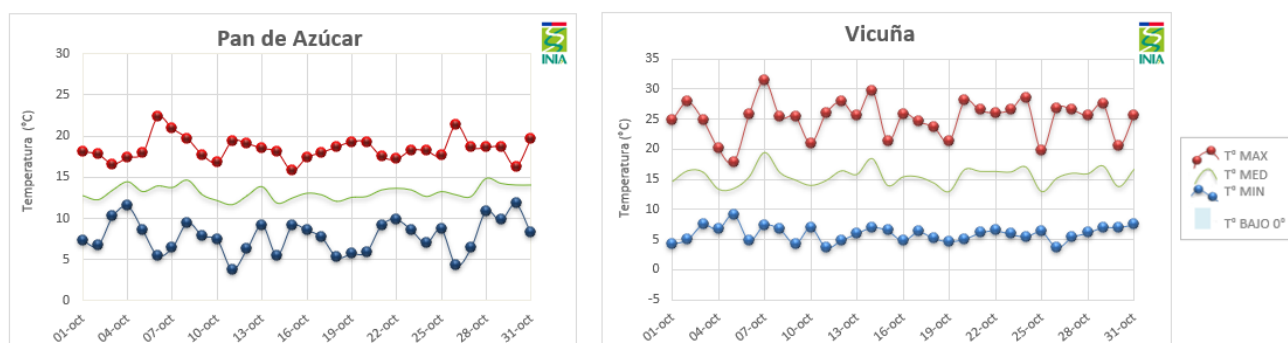 Pan de Azúcar
INIA
30
25
20
15
10
5
0
Temperatura (°C)
01-oct
04-oct
07-oct
10-oct
13-oct
16-oct
19-oct
22-oct
25-oct
28-oct
31-oct
Vicuña
INIA
35
30
25
20
15
10
5
0
-5
Temperatura (°C)
01-oct
04-oct
07-oct
10-oct
13-oct
16-oct
19-oct
22-oct
25-oct
28-oct
31-oct
T° MAX
T° MED
T° MIN
T° BAJO 0°